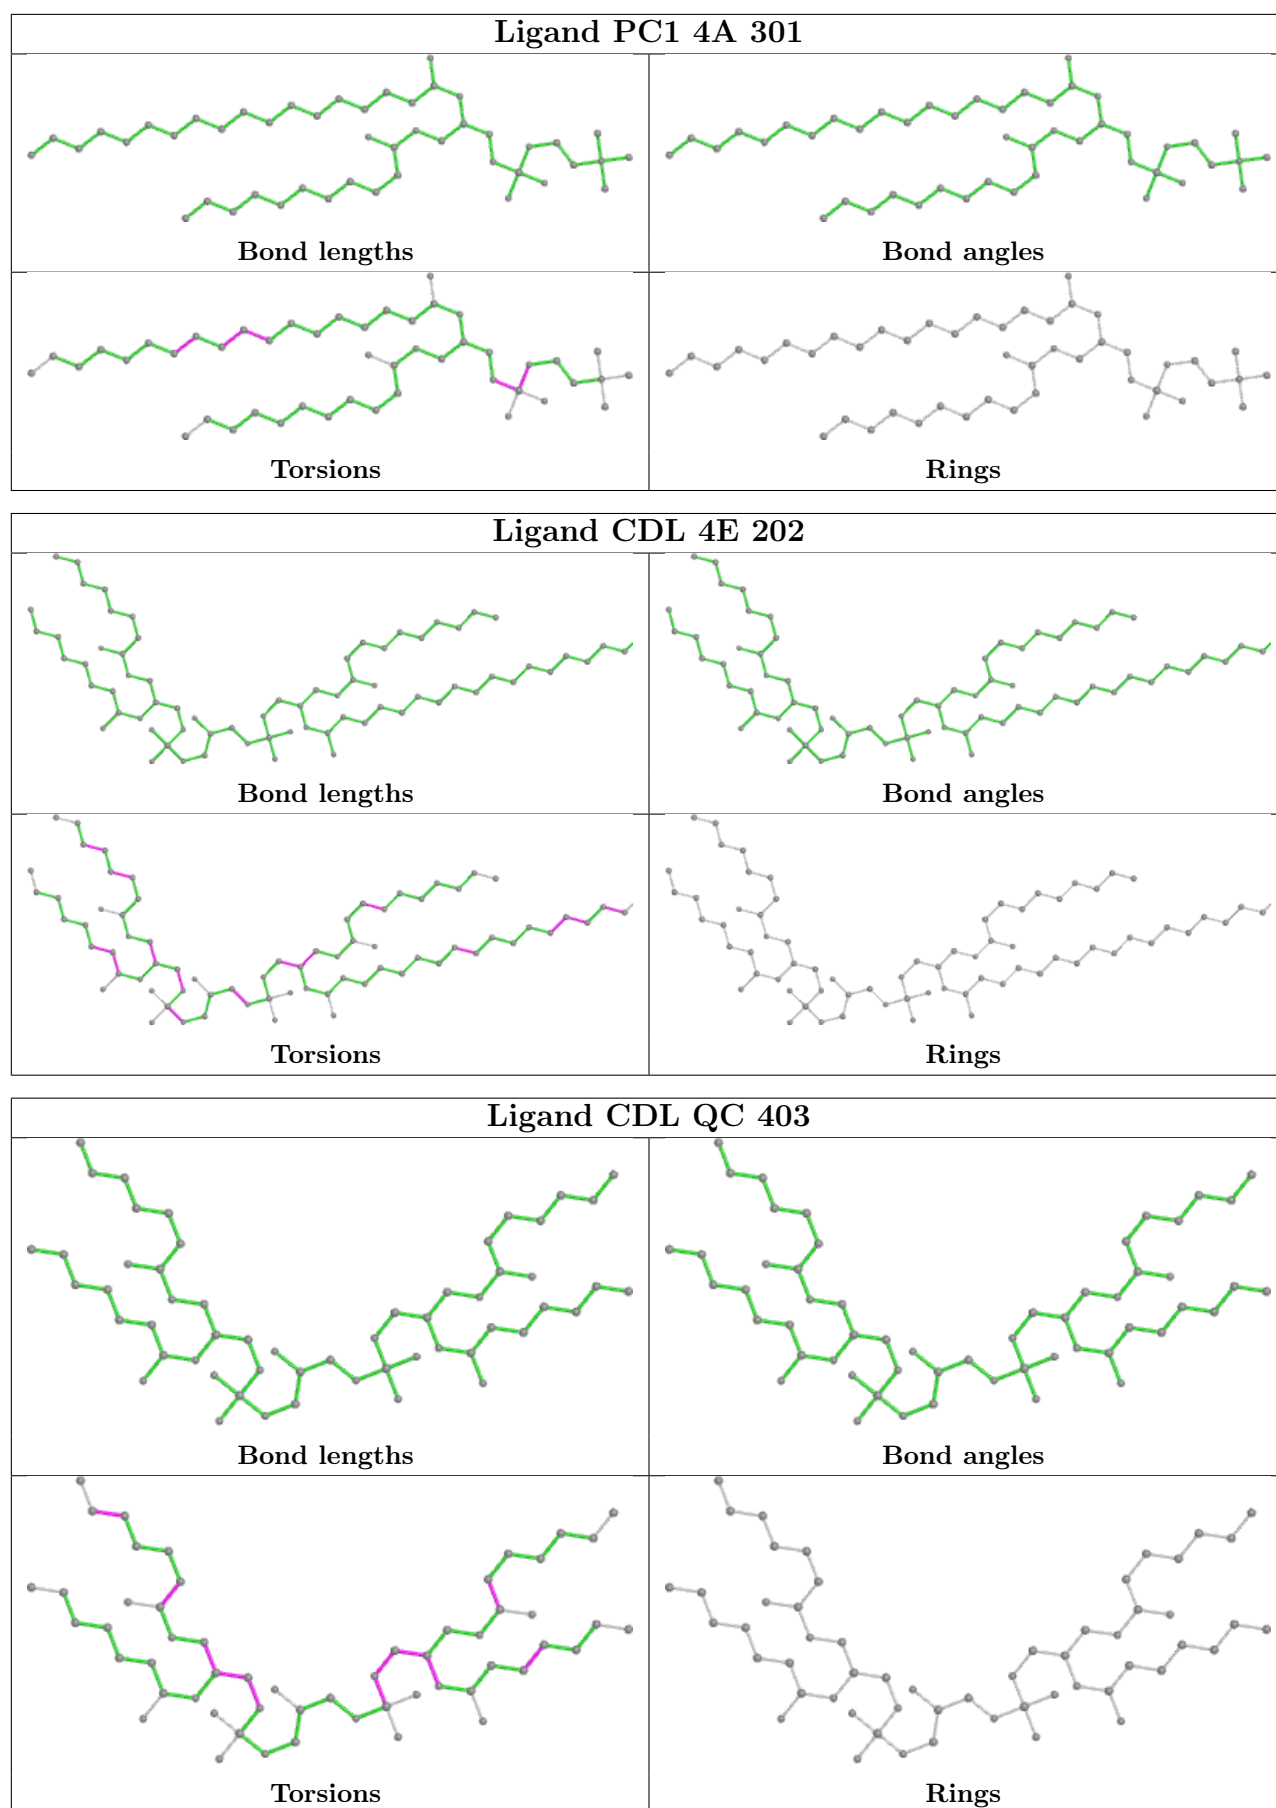 Ligand PC1 4A 301
Bond lengths
Bond angles
Torsions
Rings
Ligand CDL 4E 202
Bond lengths
Bond angles
Torsions
Rings
Ligand CDL QC 403
Bond lengths
Bond angles
Torsions
Rings